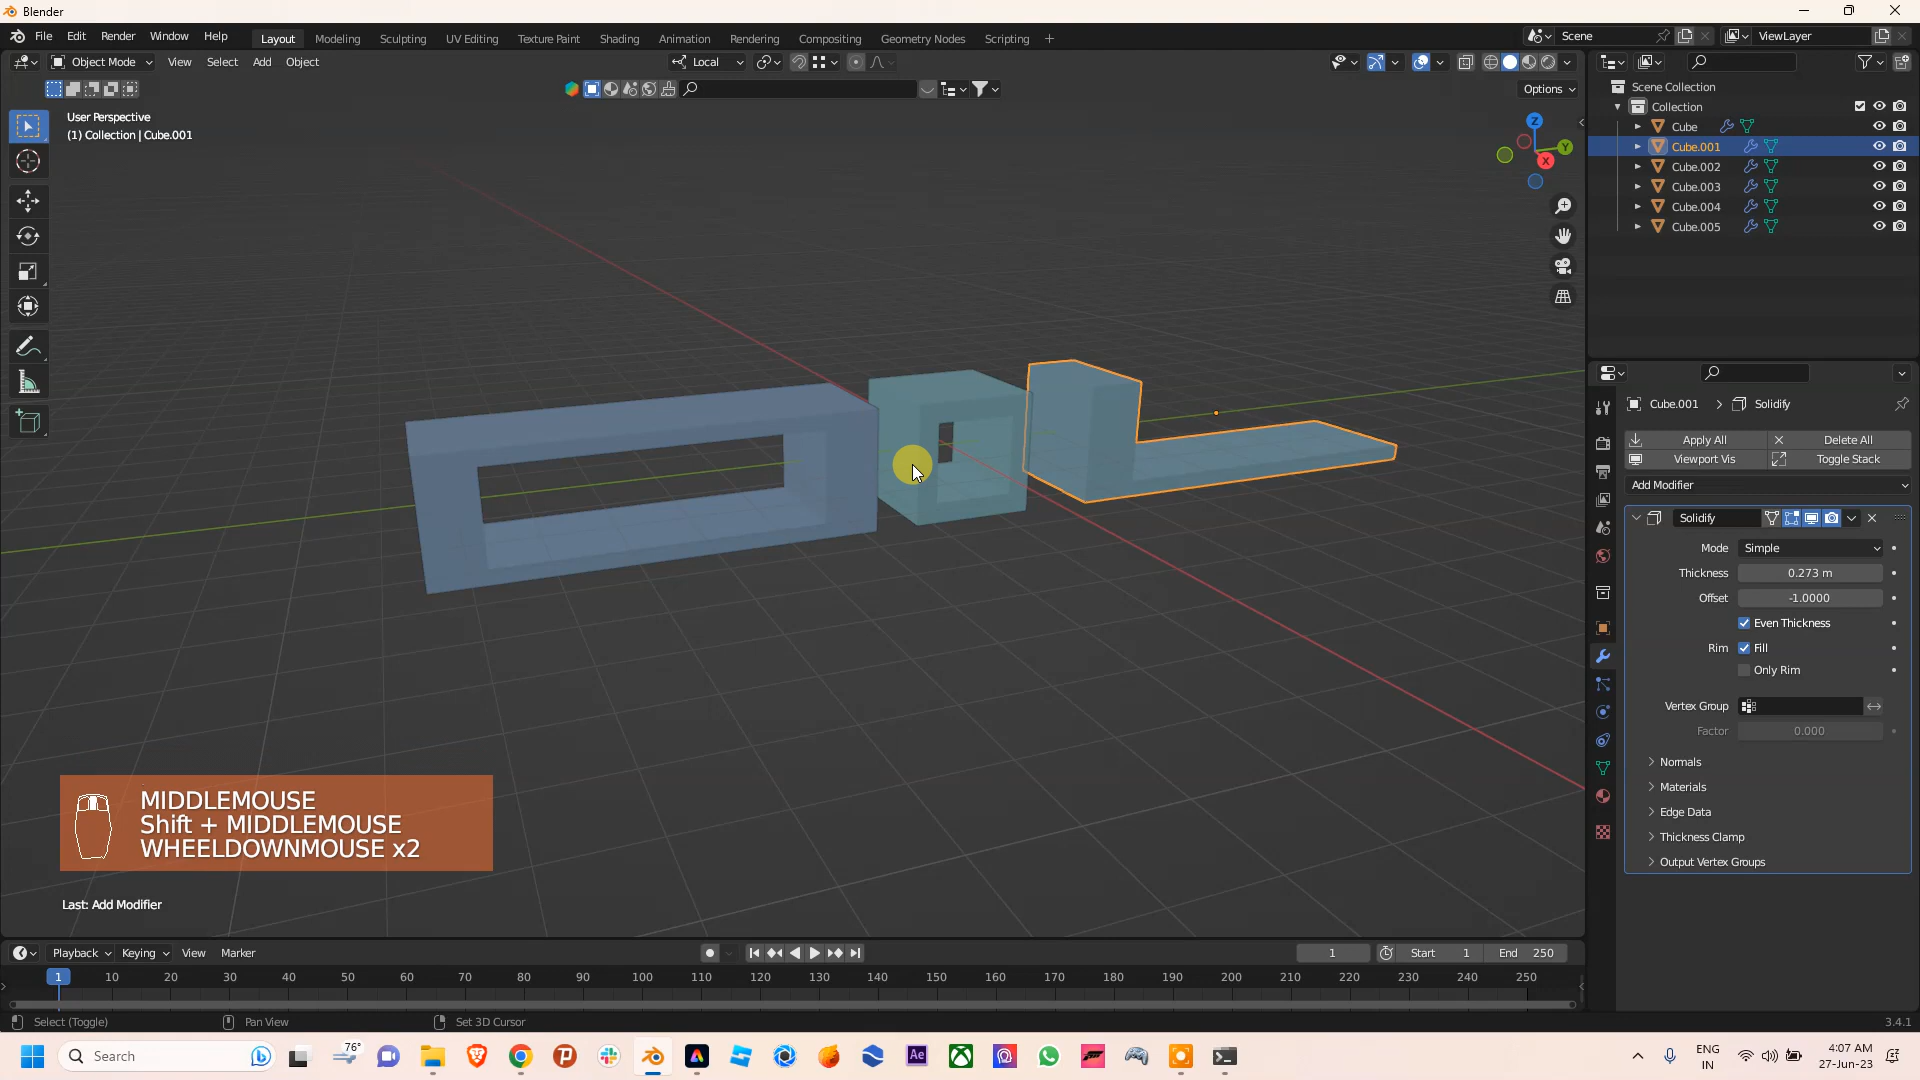 Blender
File Edit Render Window Help
Layout Modeling Sculpting UV Editing Texture Paint Shading Animation Rendering Compositing Geometry Nodes Scripting +
Scene
ViewLayer
Object Mode View Select Add Object
Local
Options
User Perspective
(1) Collection | Cube.001
Z
Y
X
Scene Collection
Collection
Cube
Cube.001
Cube.002
Cube.003
Cube.004
Cube.005
Cube.001 > Solidify
Apply All Delete All
Viewport Vis Toggle Stack
Add Modifier
Solidify
Mode Simple
Thickness 0.273 m
Offset -1.0000
Even Thickness
Rim Fill
Only Rim
Vertex Group
Factor 0.000
Normals
Materials
Edge Data
Thickness Clamp
Output Vertex Groups
MIDDLEMOUSE
Shift + MIDDLEMOUSE
WHEELDOWNMOUSE x2
Last: Add Modifier
Playback Keying View Marker
1 Start 1 End 250
1 10 20 30 40 50 60 70 80 90 100 110 120 130 140 150 160 170 180 190 200 210 220 230 240 250
Select (Toggle) Pan View Set 3D Cursor 3.4.1
Search
76°
Ae
ENG
IN
4:07 AM
27-Jun-23